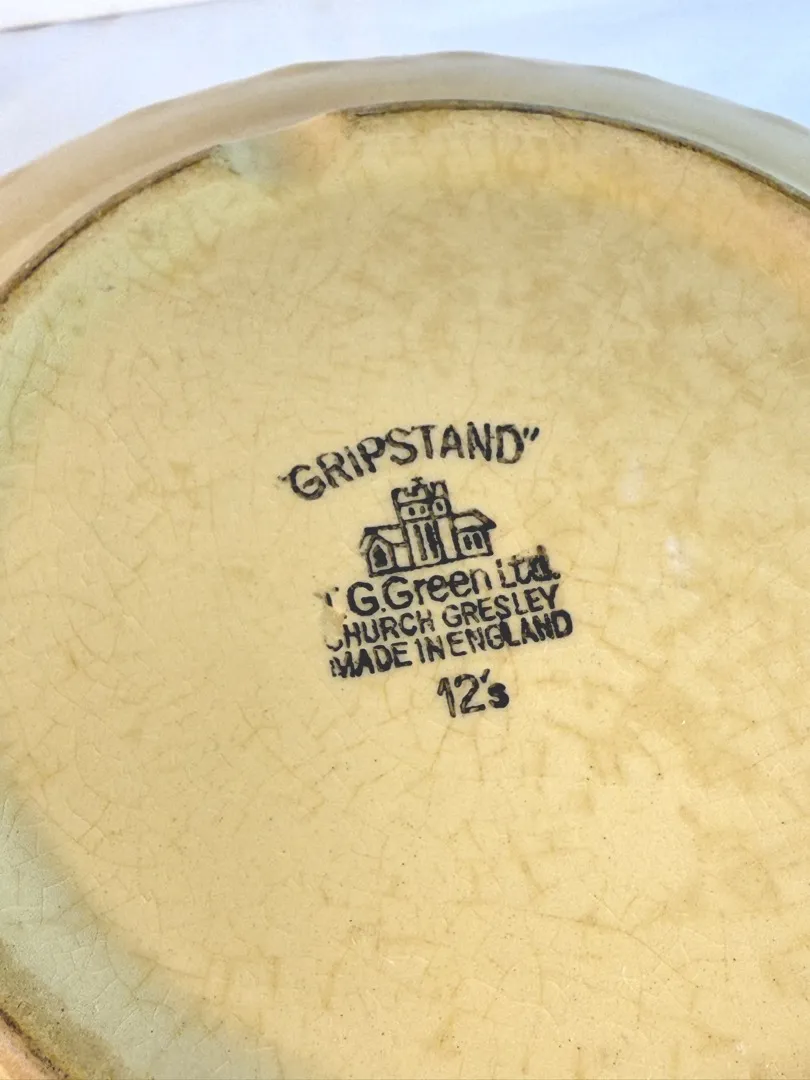 "GRIPSTAND"
T.G.Green Ltd.
CHURCH GRESLEY
MADE IN ENGLAND
12's